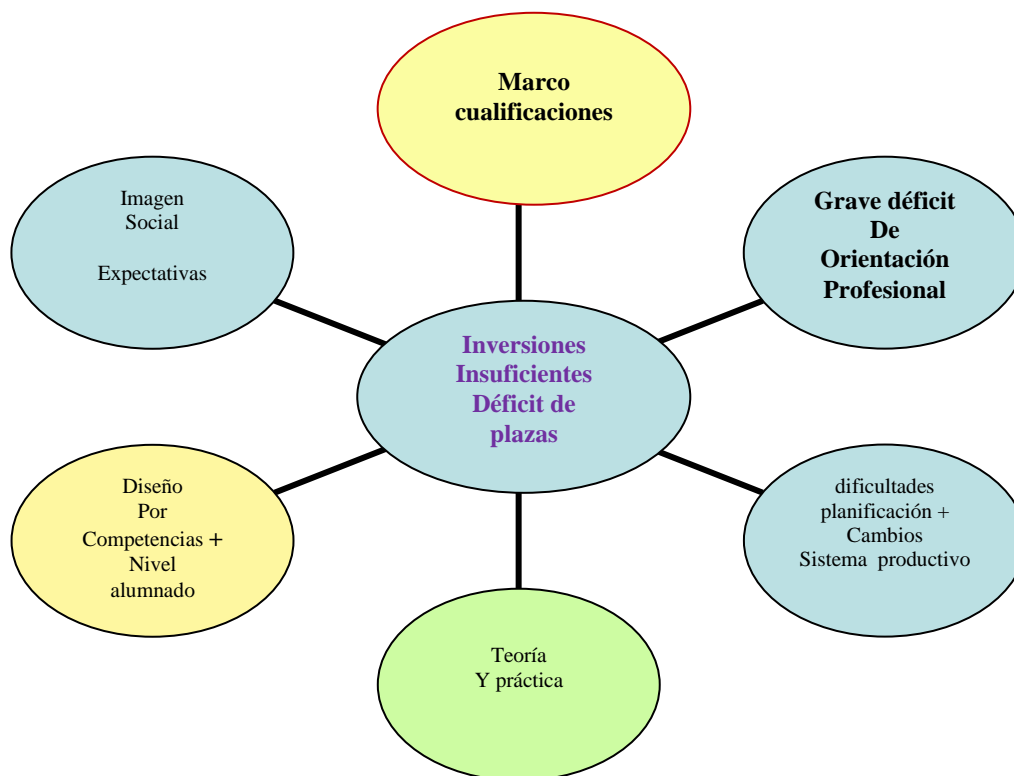 Marco
cualificaciones
Imagen
Social
Expectativas
Grave déficit
De
Orientación
Profesional
Inversiones
Insuficientes
Déficit de
plazas
Diseño
Por
Competencias +
Nivel
alumnado
dificultades
planificación +
Cambios
Sistema productivo
Teoría
Y práctica